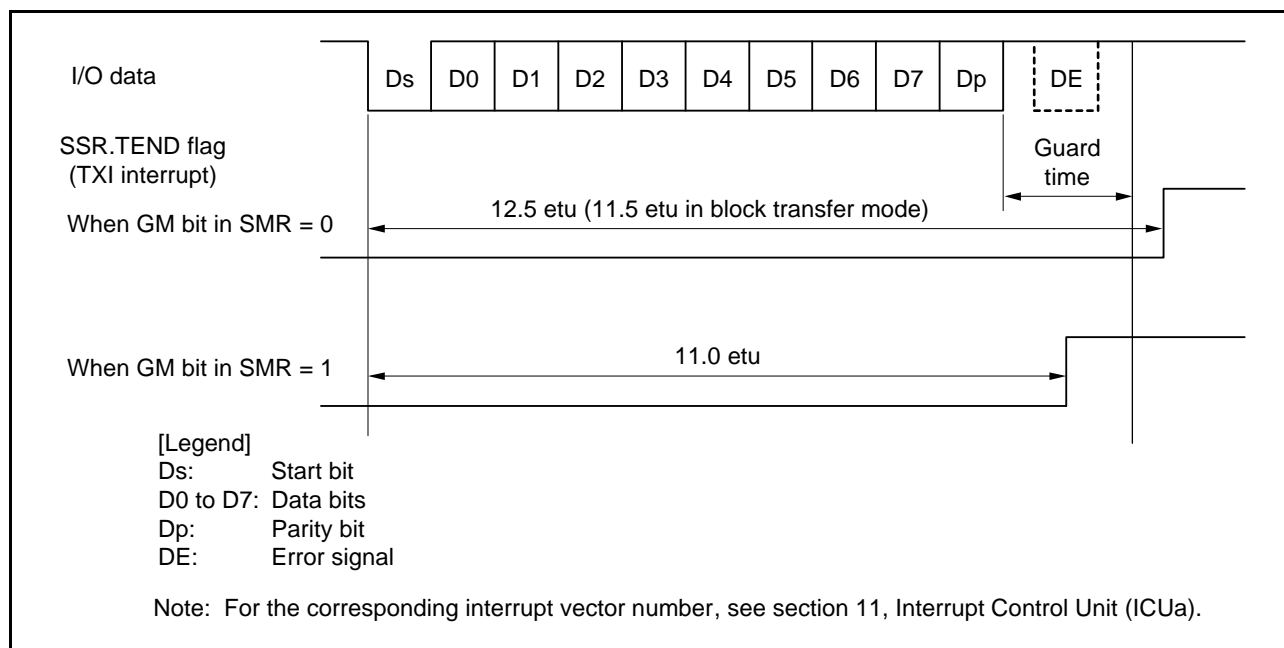 I/O data
Ds D0 D1 D2 D3 D4 D5 D6 D7 Dp DE
SSR.TEND flag
(TXI interrupt)
Guard
time
When GM bit in SMR = 0
12.5 etu (11.5 etu in block transfer mode)
When GM bit in SMR = 1
11.0 etu
[Legend]
Ds: Start bit
D0 to D7: Data bits
Dp: Parity bit
DE: Error signal
Note: For the corresponding interrupt vector number, see section 11, Interrupt Control Unit (ICUa).